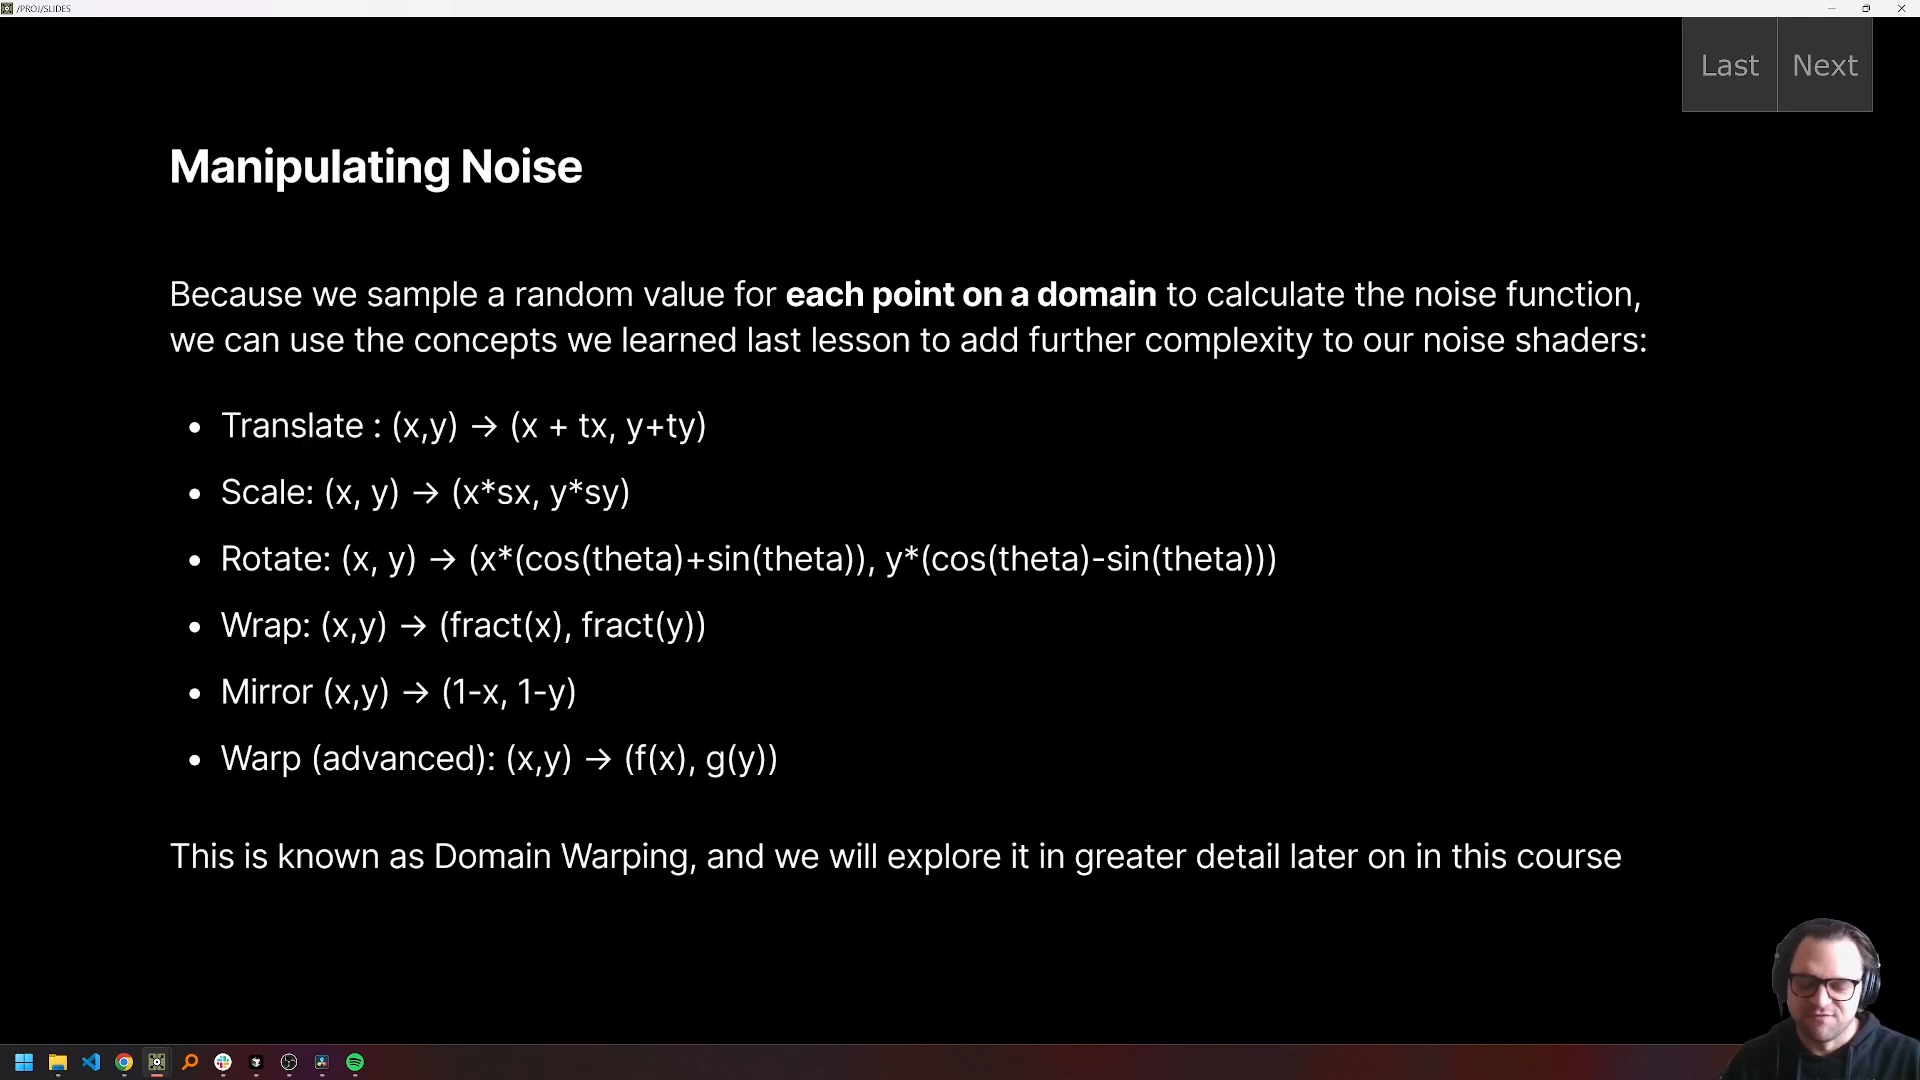 /PROJ/SLIDES
Last Next
Manipulating Noise
Because we sample a random value for each point on a domain to calculate the noise function,
we can use the concepts we learned last lesson to add further complexity to our noise shaders:
• Translate : (x,y) → (x + tx, y+ty)
• Scale: (x, y) → (x*sx, y*sy)
• Rotate: (x, y) → (x*(cos(theta)+sin(theta)), y*(cos(theta)-sin(theta)))
• Wrap: (x,y) → (fract(x), fract(y))
• Mirror (x,y) → (1-x, 1-y)
• Warp (advanced): (x,y) → (f(x), g(y))
This is known as Domain Warping, and we will explore it in greater detail later on in this course